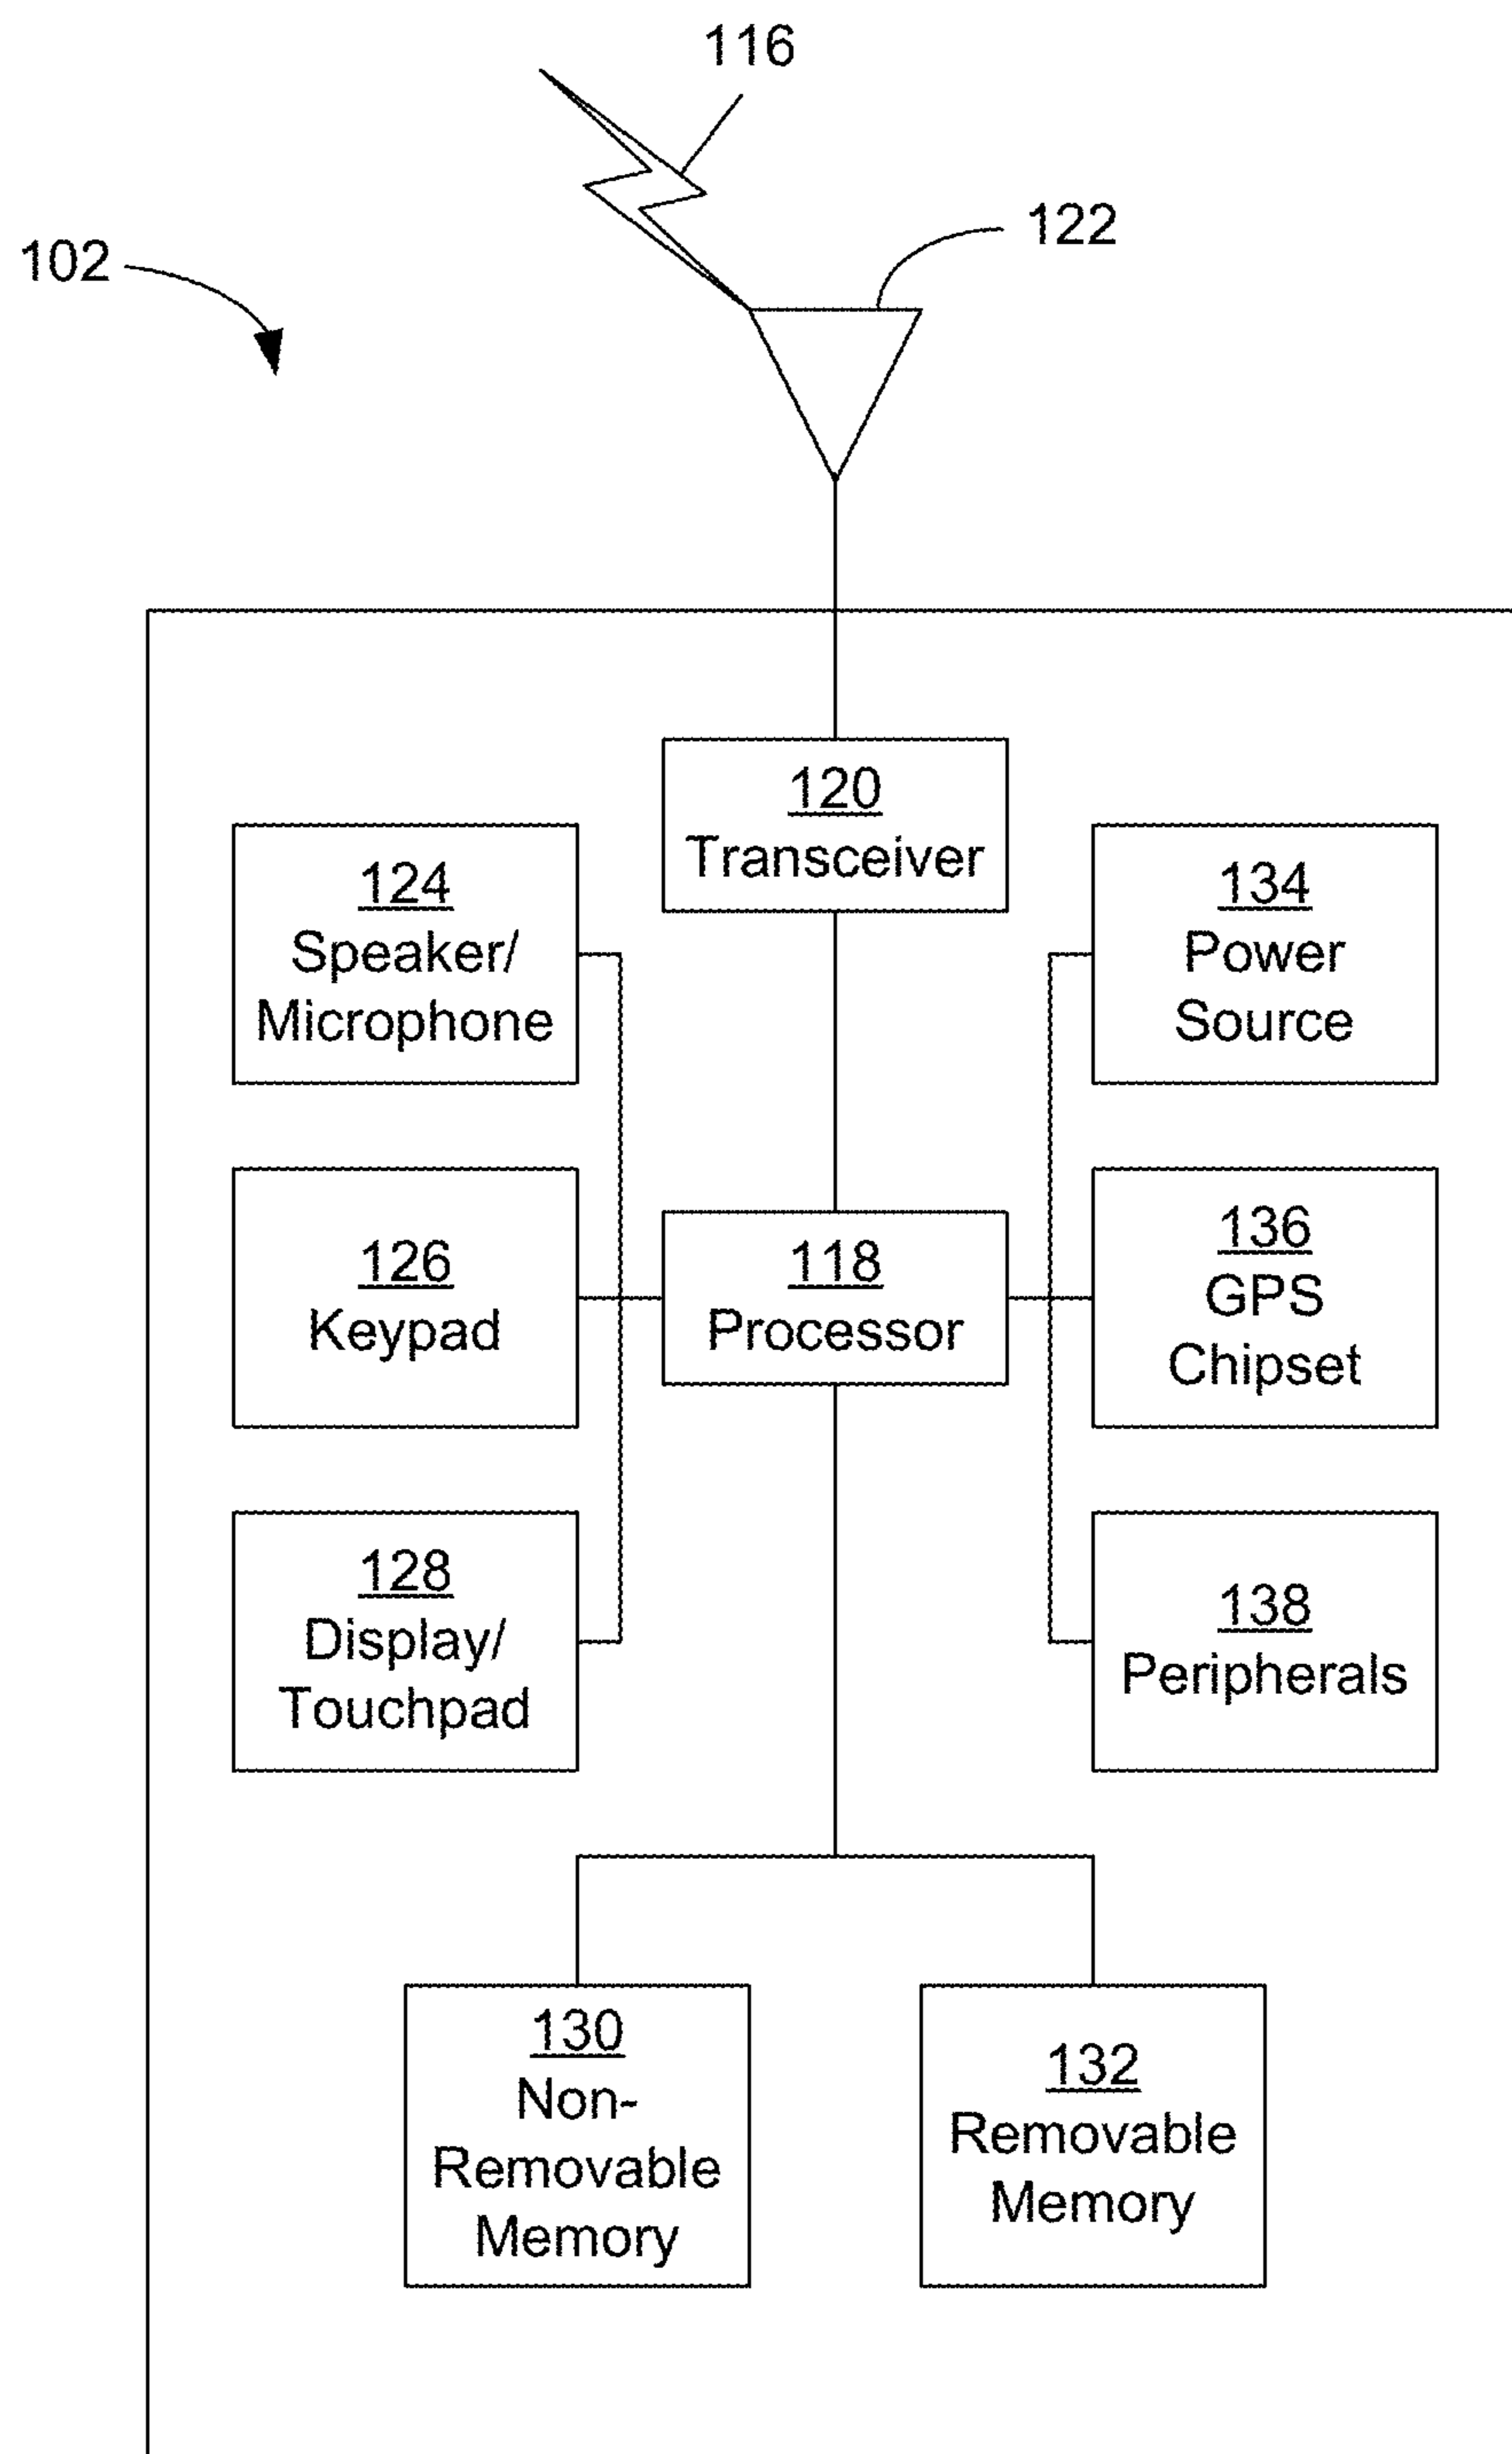 116
122
102
120
Transceiver
124
Speaker/
Microphone
134
Power
Source
126
Keypad
118
Processor
136
GPS
Chipset
128
Display/
Touchpad
138
Peripherals
130
Non-
Removable
Memory
132
Removable
Memory